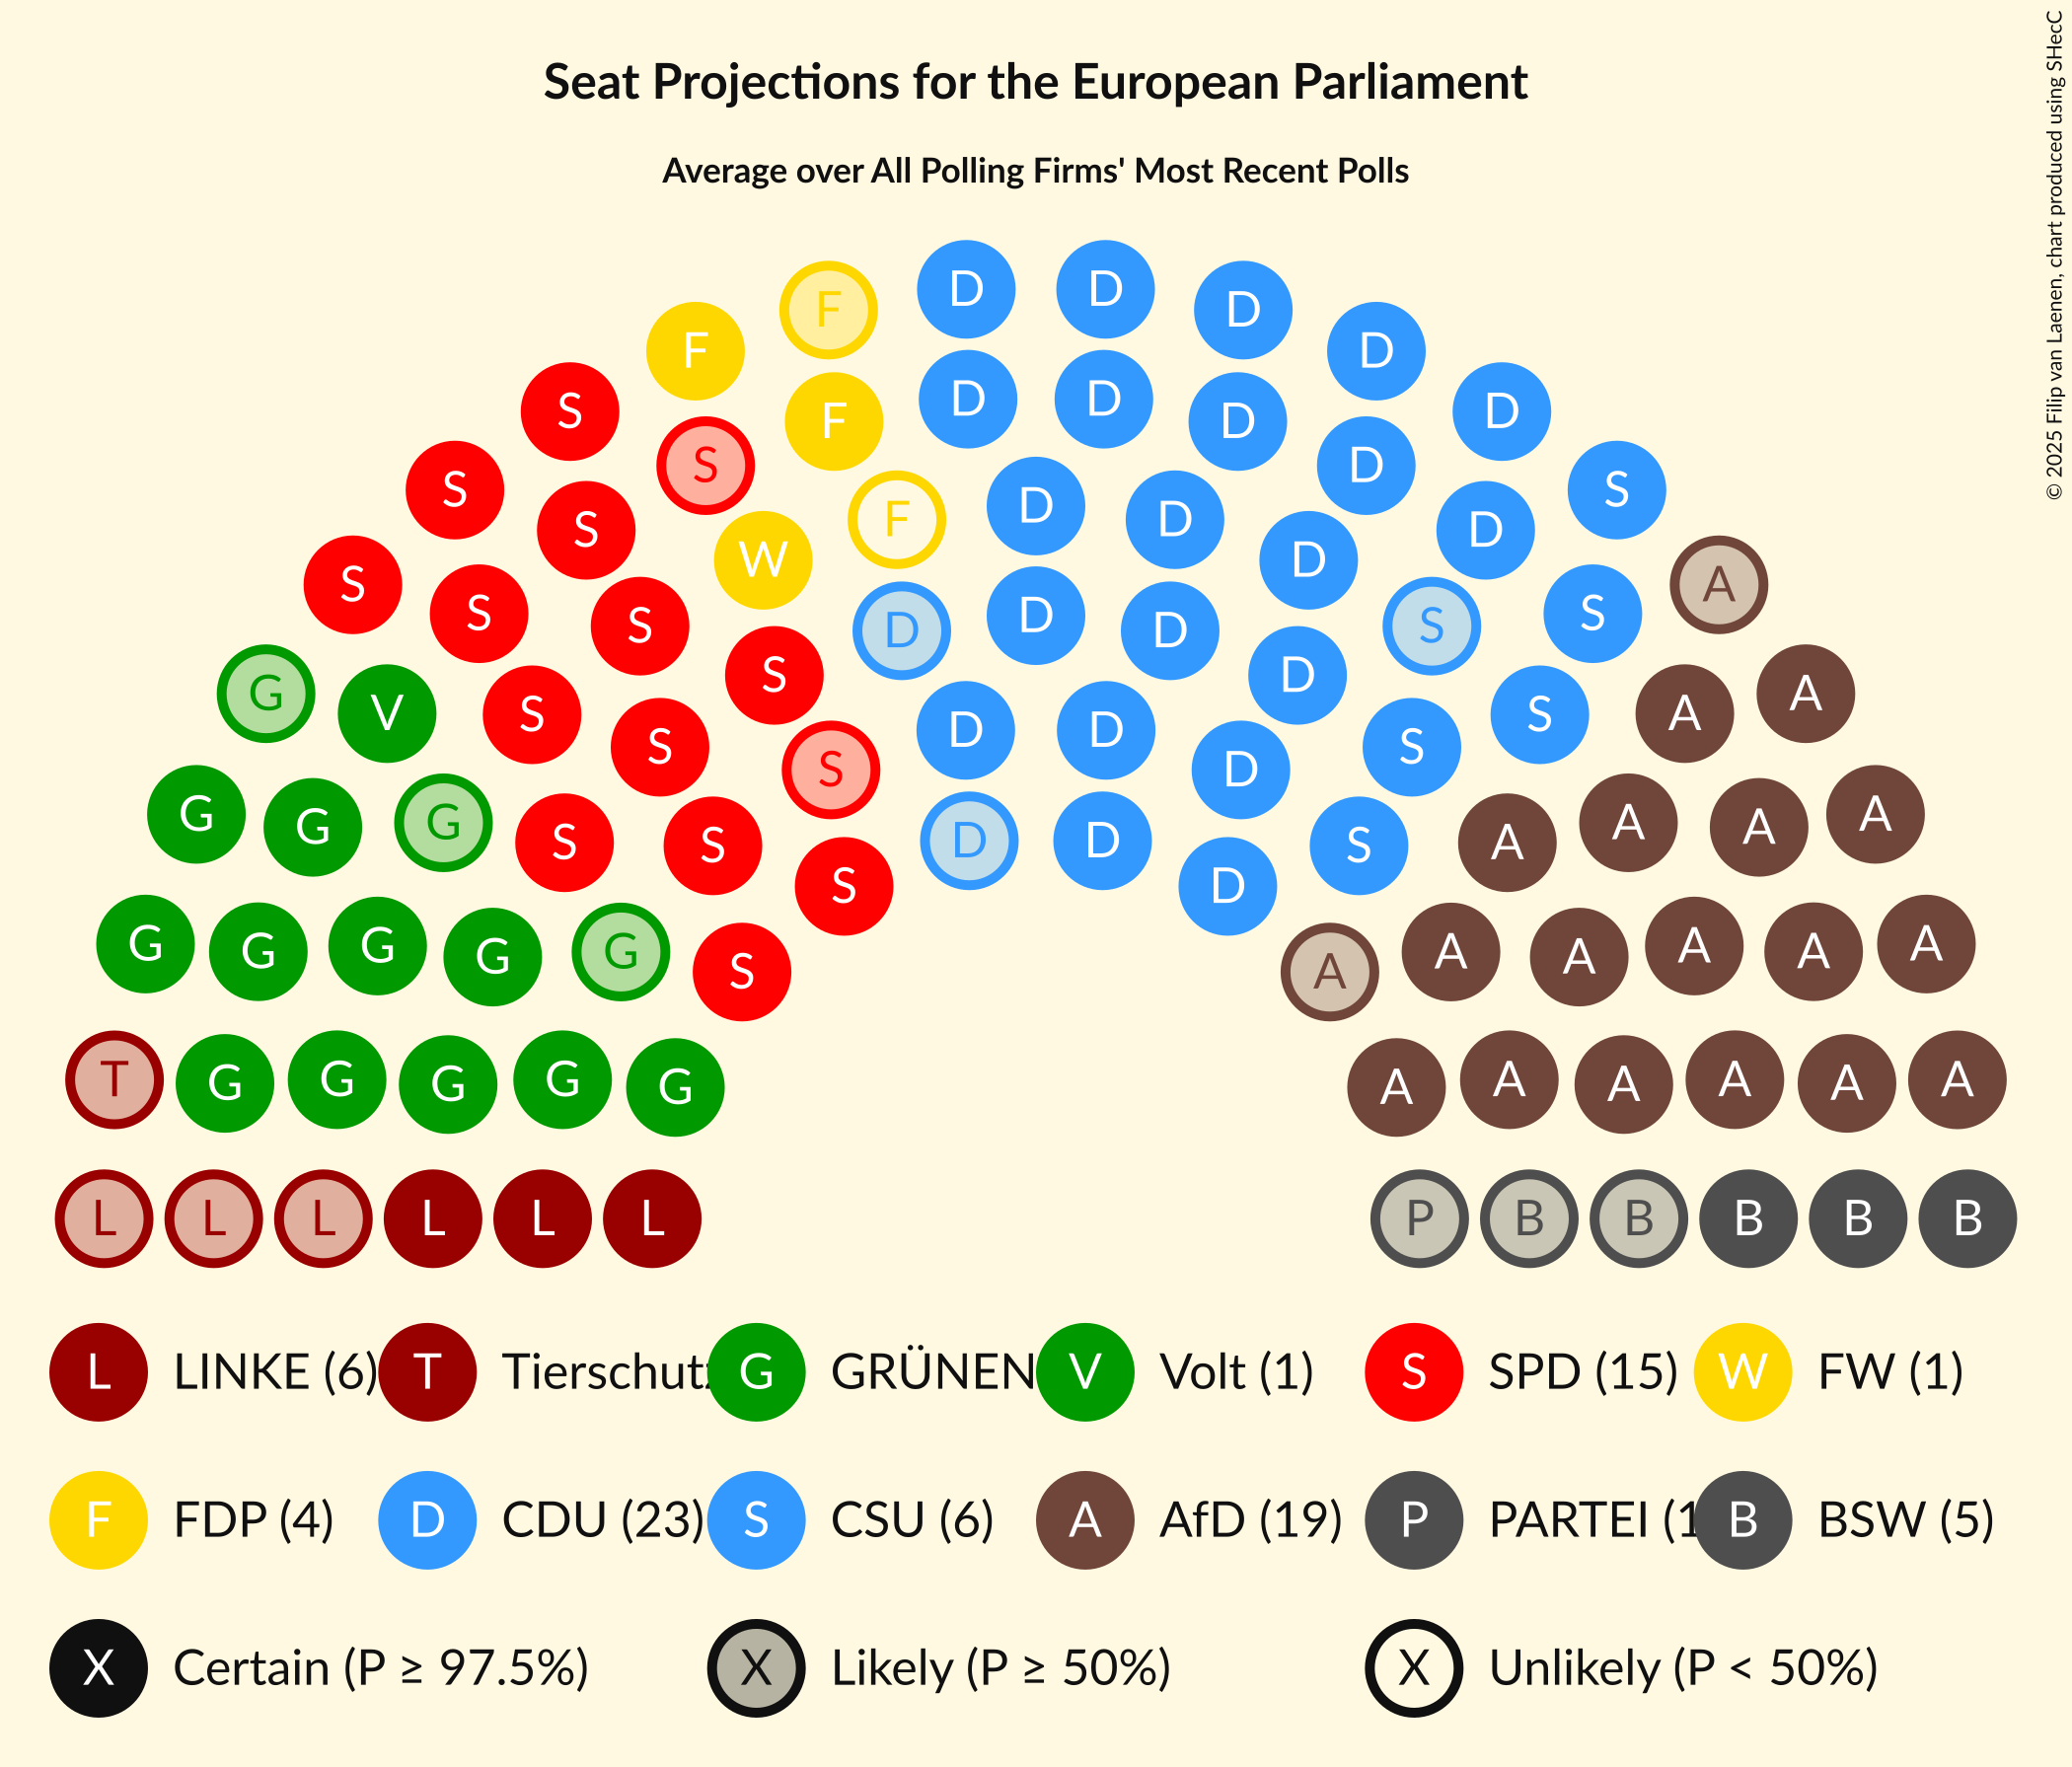 Seat Projections for the European Parliament
Average over All Polling Firms' Most Recent Polls
© 2025 Filip van Laenen, chart produced using SHecC
D D
F D
F D
D D
S D
F D
S D
S S
D
F D
S D
W D
S A
S D S
S S
D D
S D
G A
V S S A
D D
S S
S D
G A
G G A A
S S D D S A
S D
G G G G G A A A A A
S A
T G G G G G A A A A A A
L L L L L L P B B B B B
L LINKE (6) T Tierschutz G GRÜNEN V Volt (1) S SPD (15) W FW (1)
F FDP (4) D CDU (23) S CSU (6) A AfD (19) P PARTEI (1 B BSW (5)
X Certain (P ≥ 97.5%) X Likely (P ≥ 50%) X Unlikely (P < 50%)